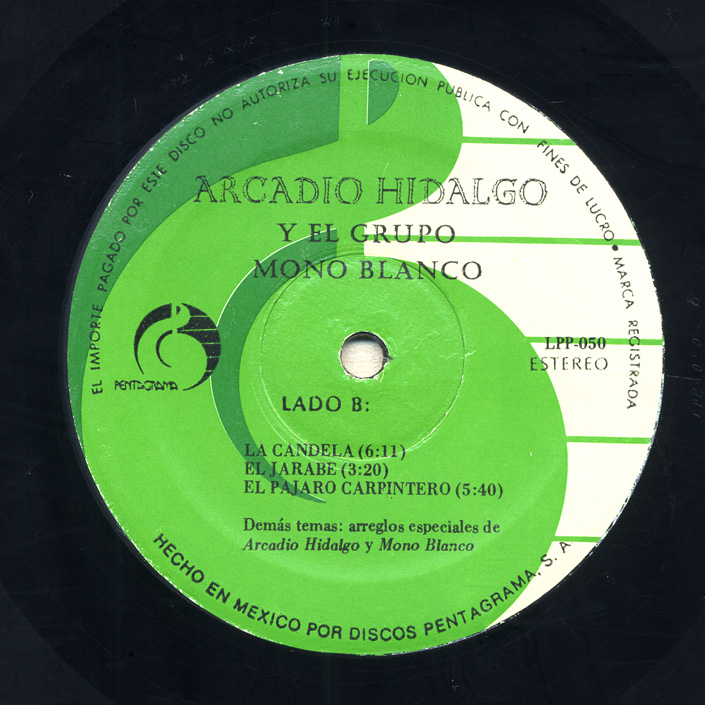 EL IMPORTE PAGADO POR ESTE DISCO NO AUTORIZA SU EJECUCION PUBLICA CON FINES DE LUCRO • MARCA REGISTRADA
ARCADIO HIDALGO
Y EL GRUPO
MONO BLANCO
LPP-050
ESTEREO
PENTAGRAMA
LADO B:
LA CANDELA (6:11)
EL JARABE (3:20)
EL PAJARO CARPINTERO (5:40)
Demás temas: arreglos especiales de
Arcadio Hidalgo y Mono Blanco
HECHO EN MEXICO POR DISCOS PENTAGRAMA, S. A